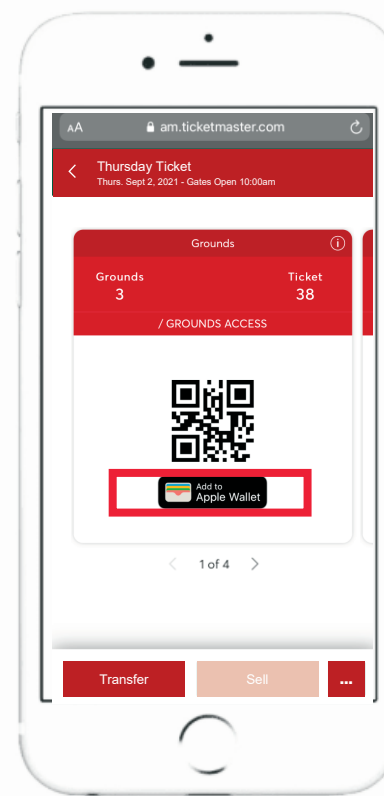 AA am.ticketmaster.com
Thursday Ticket
Thurs. Sept 2, 2021 - Gates Open 10:00am
Grounds
Grounds Ticket
3 38
/ GROUNDS ACCESS
Add to
Apple Wallet
1 of 4
Transfer Sell ...